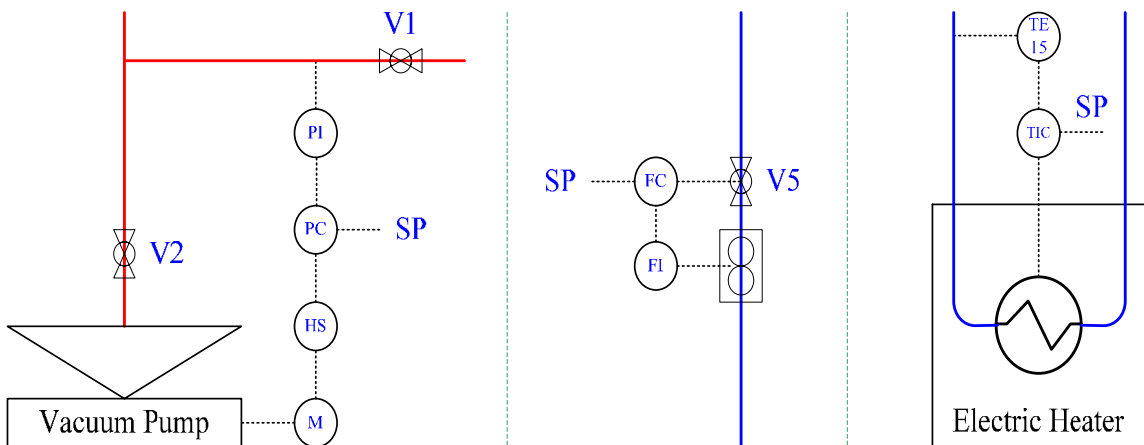 V1
PI
PC
SP
V2
HS
Vacuum Pump
M
SP
FC
V5
FI
TE
15
TIC
SP
Electric Heater